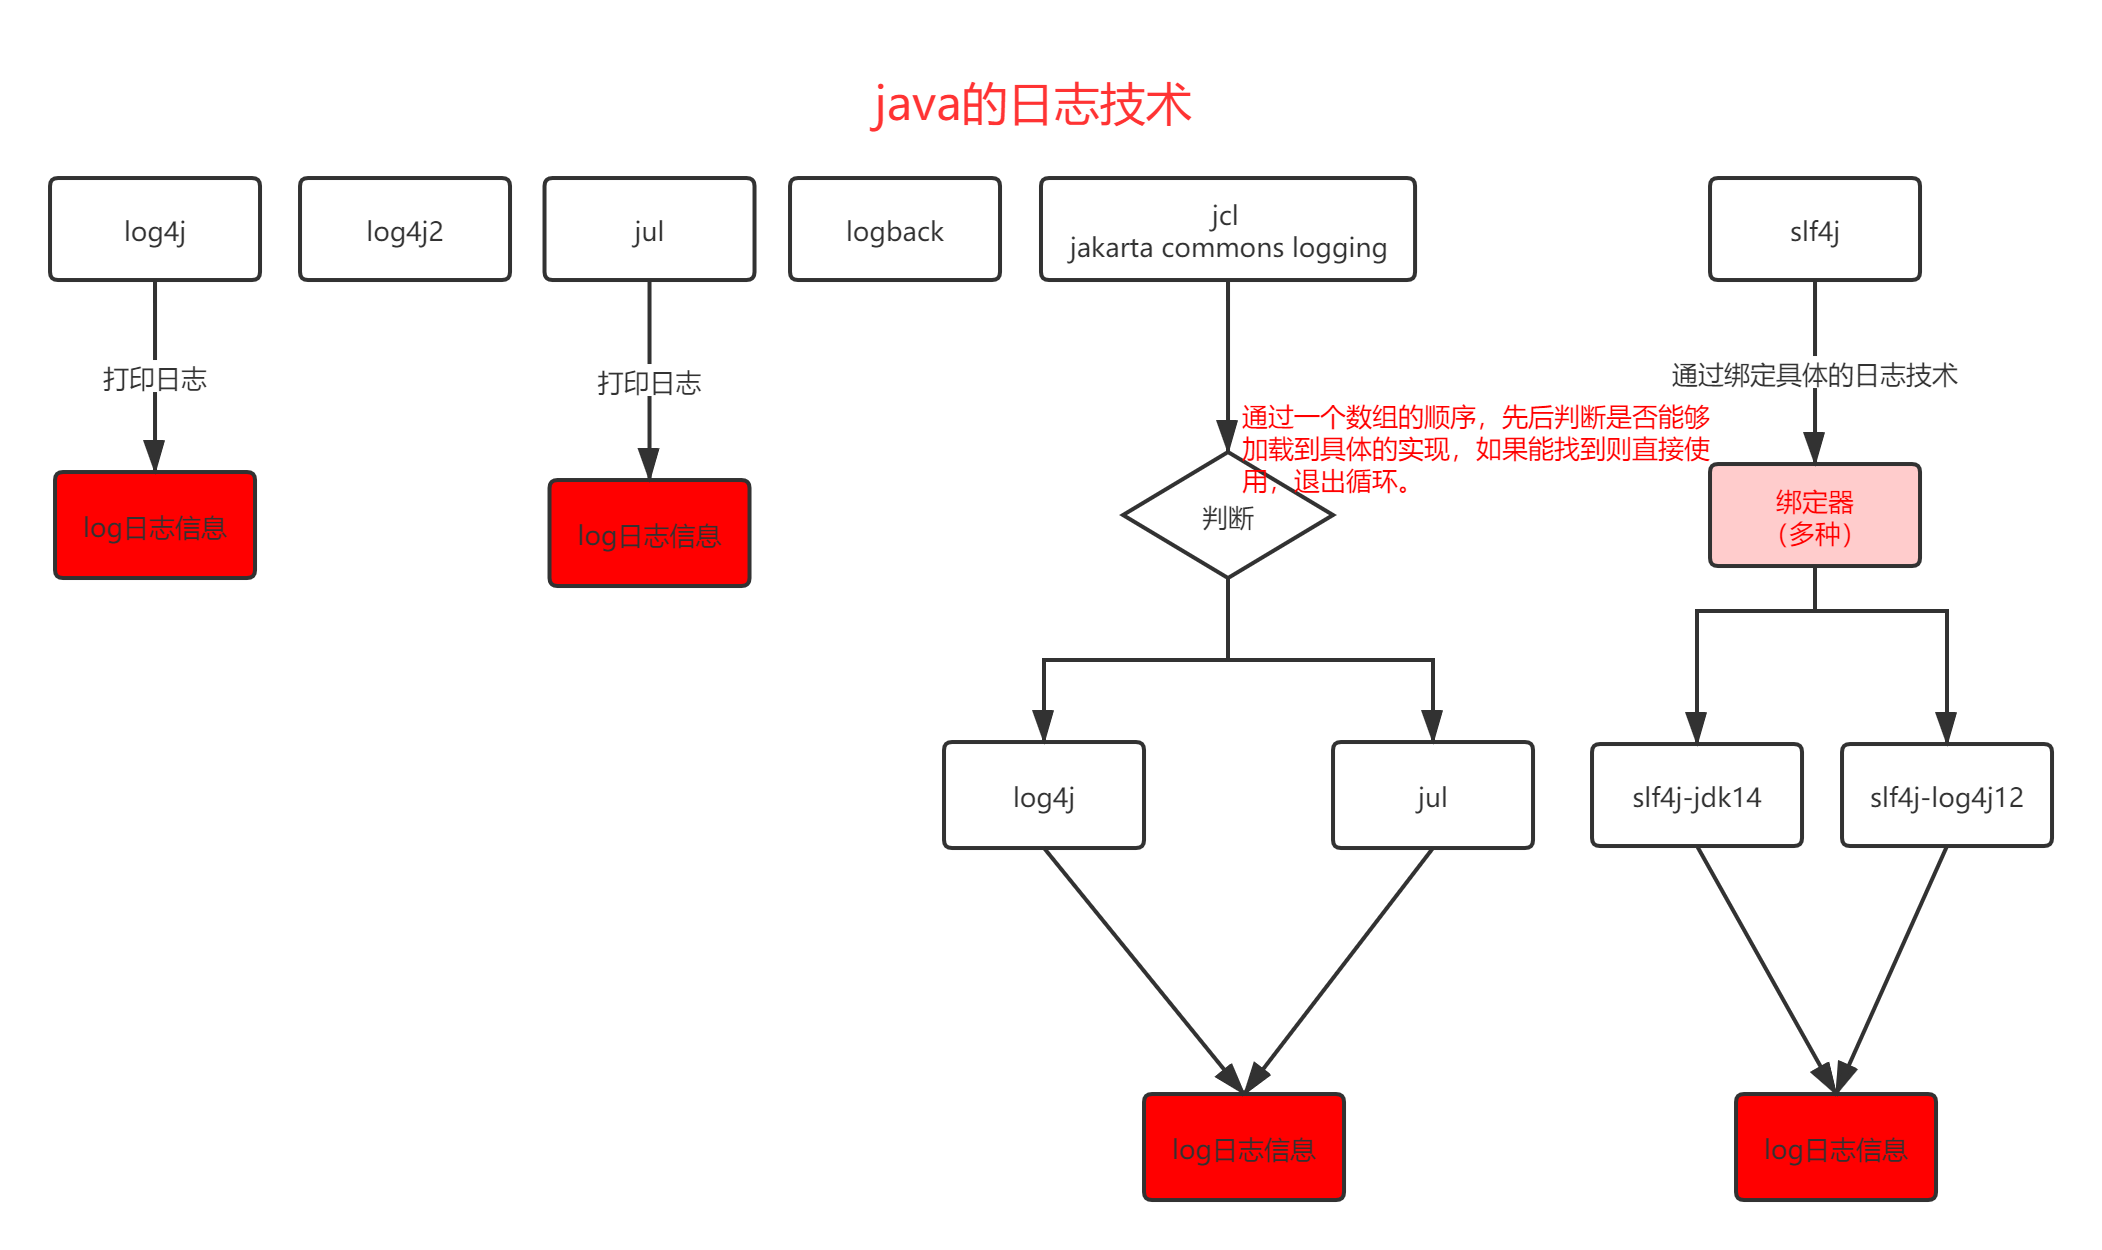 java的日志技术
log4j
log4j2
jul
logback
jcl
jakarta commons logging
slf4j
打印日志
打印日志
通过绑定具体的日志技术
通过一个数组的顺序，先后判断是否能够
加载到具体的实现，如果能找到则直接使
用，退出循环。
log日志信息
log日志信息
判断
绑定器
（多种）
log4j
jul
slf4j-jdk14
slf4j-log4j12
log日志信息
log日志信息